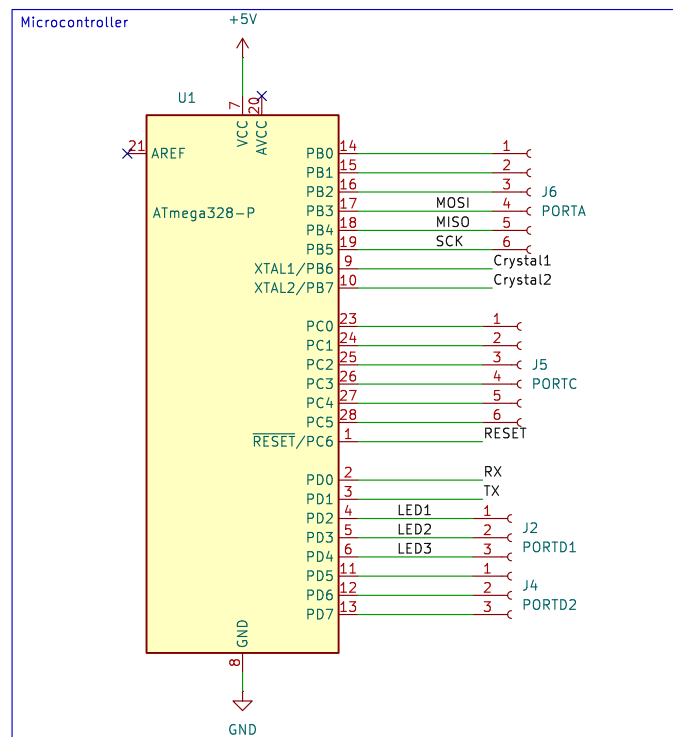 Microcontroller
+5V
U1
7
20
VCC
AVCC
21
AREF
ATmega328-P
PB0 14 1
PB1 15 2
PB2 16 3
J6
PB3 17 MOSI 4
PORTA
PB4 18 MISO 5
PB5 19 SCK 6
XTAL1/PB6 9 Crystal1
XTAL2/PB7 10 Crystal2
PC0 23 1
PC1 24 2
PC2 25 3
J5
PC3 26 4
PORTC
PC4 27 5
PC5 28 6
RESET/PC6 1 RESET
PD0 2 RX
PD1 3 TX
PD2 4 LED1 1
J2
PD3 5 LED2 2
PORTD1
PD4 6 LED3 3
PD5 11 1
J4
PD6 12 2
PORTD2
PD7 13 3
GND
8
GND